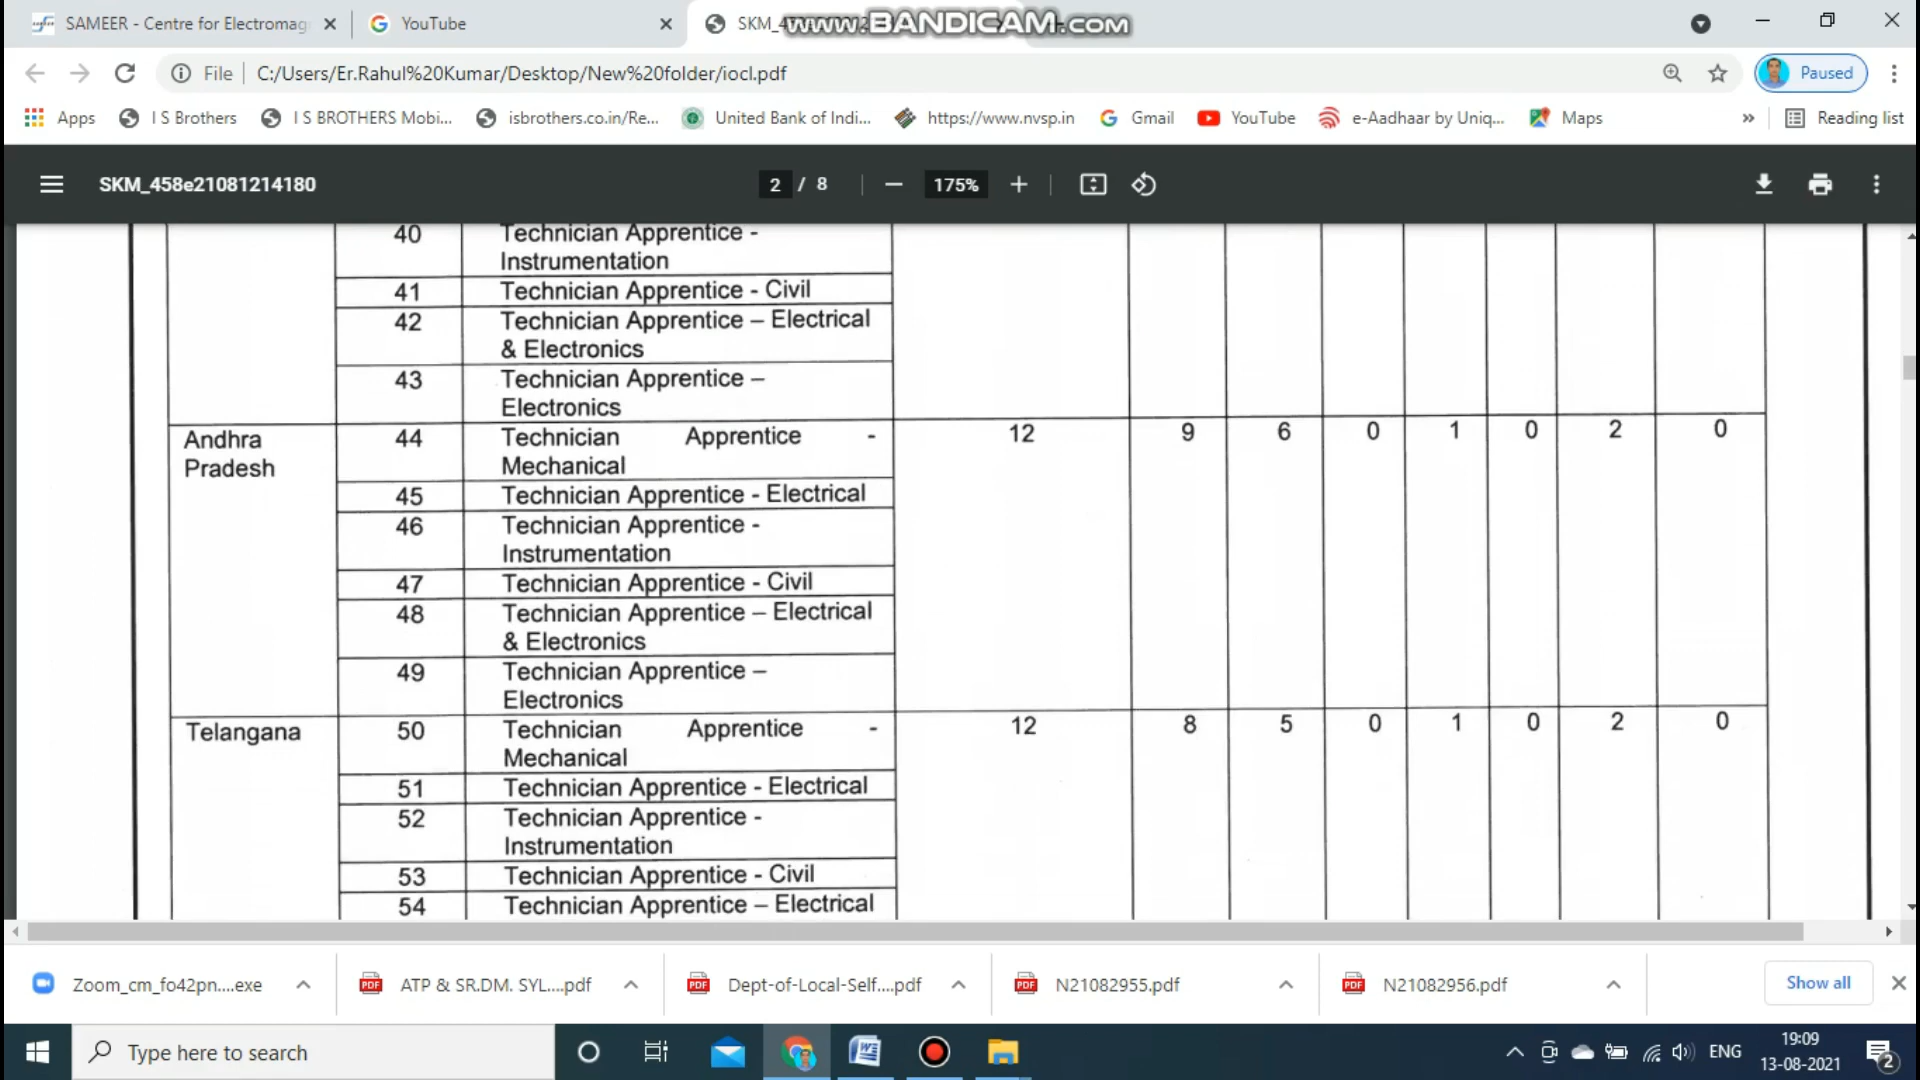 SAMEER - Centre for Electromag
YouTube
SKM_4
www.BANDICAM.com
File
C:/Users/Er.Rahul%20Kumar/Desktop/New%20folder/iocl.pdf
Paused
Apps
I S Brothers
I S BROTHERS Mobi...
isbrothers.co.in/Re...
United Bank of Indi...
https://www.nvsp.in
Gmail
YouTube
e-Aadhaar by Uniq...
Maps
»
Reading list
SKM_458e21081214180
2 / 8
175%
40 Technician Apprentice -
Instrumentation
41 Technician Apprentice - Civil
42 Technician Apprentice – Electrical
& Electronics
43 Technician Apprentice –
Electronics
Andhra 44 Technician Apprentice - 12 9 6 0 1 0 2 0
Pradesh Mechanical
45 Technician Apprentice - Electrical
46 Technician Apprentice -
Instrumentation
47 Technician Apprentice - Civil
48 Technician Apprentice – Electrical
& Electronics
49 Technician Apprentice –
Electronics
Telangana 50 Technician Apprentice - 12 8 5 0 1 0 2 0
Mechanical
51 Technician Apprentice - Electrical
52 Technician Apprentice -
Instrumentation
53 Technician Apprentice - Civil
54 Technician Apprentice – Electrical
Zoom_cm_fo42pn....exe
ATP & SR.DM. SYL....pdf
Dept-of-Local-Self....pdf
N21082955.pdf
N21082956.pdf
Show all
Type here to search
ENG
19:09
13-08-2021
2